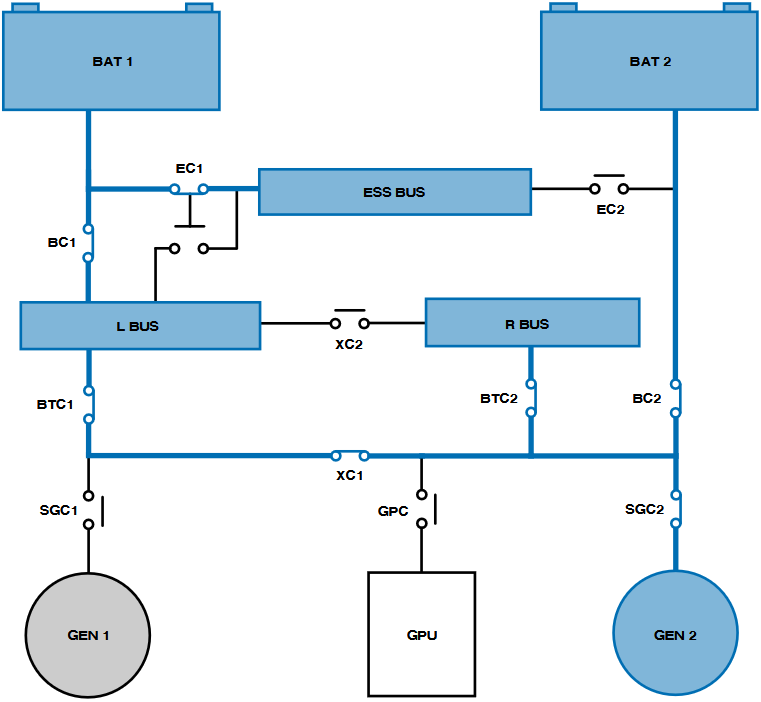 BAT 1
BAT 2
EC1
ESS BUS
EC2
BC1
L BUS
XC2
R BUS
BTC1
BTC2
BC2
XC1
SGC1
GPC
SGC2
GEN 1
GPU
GEN 2